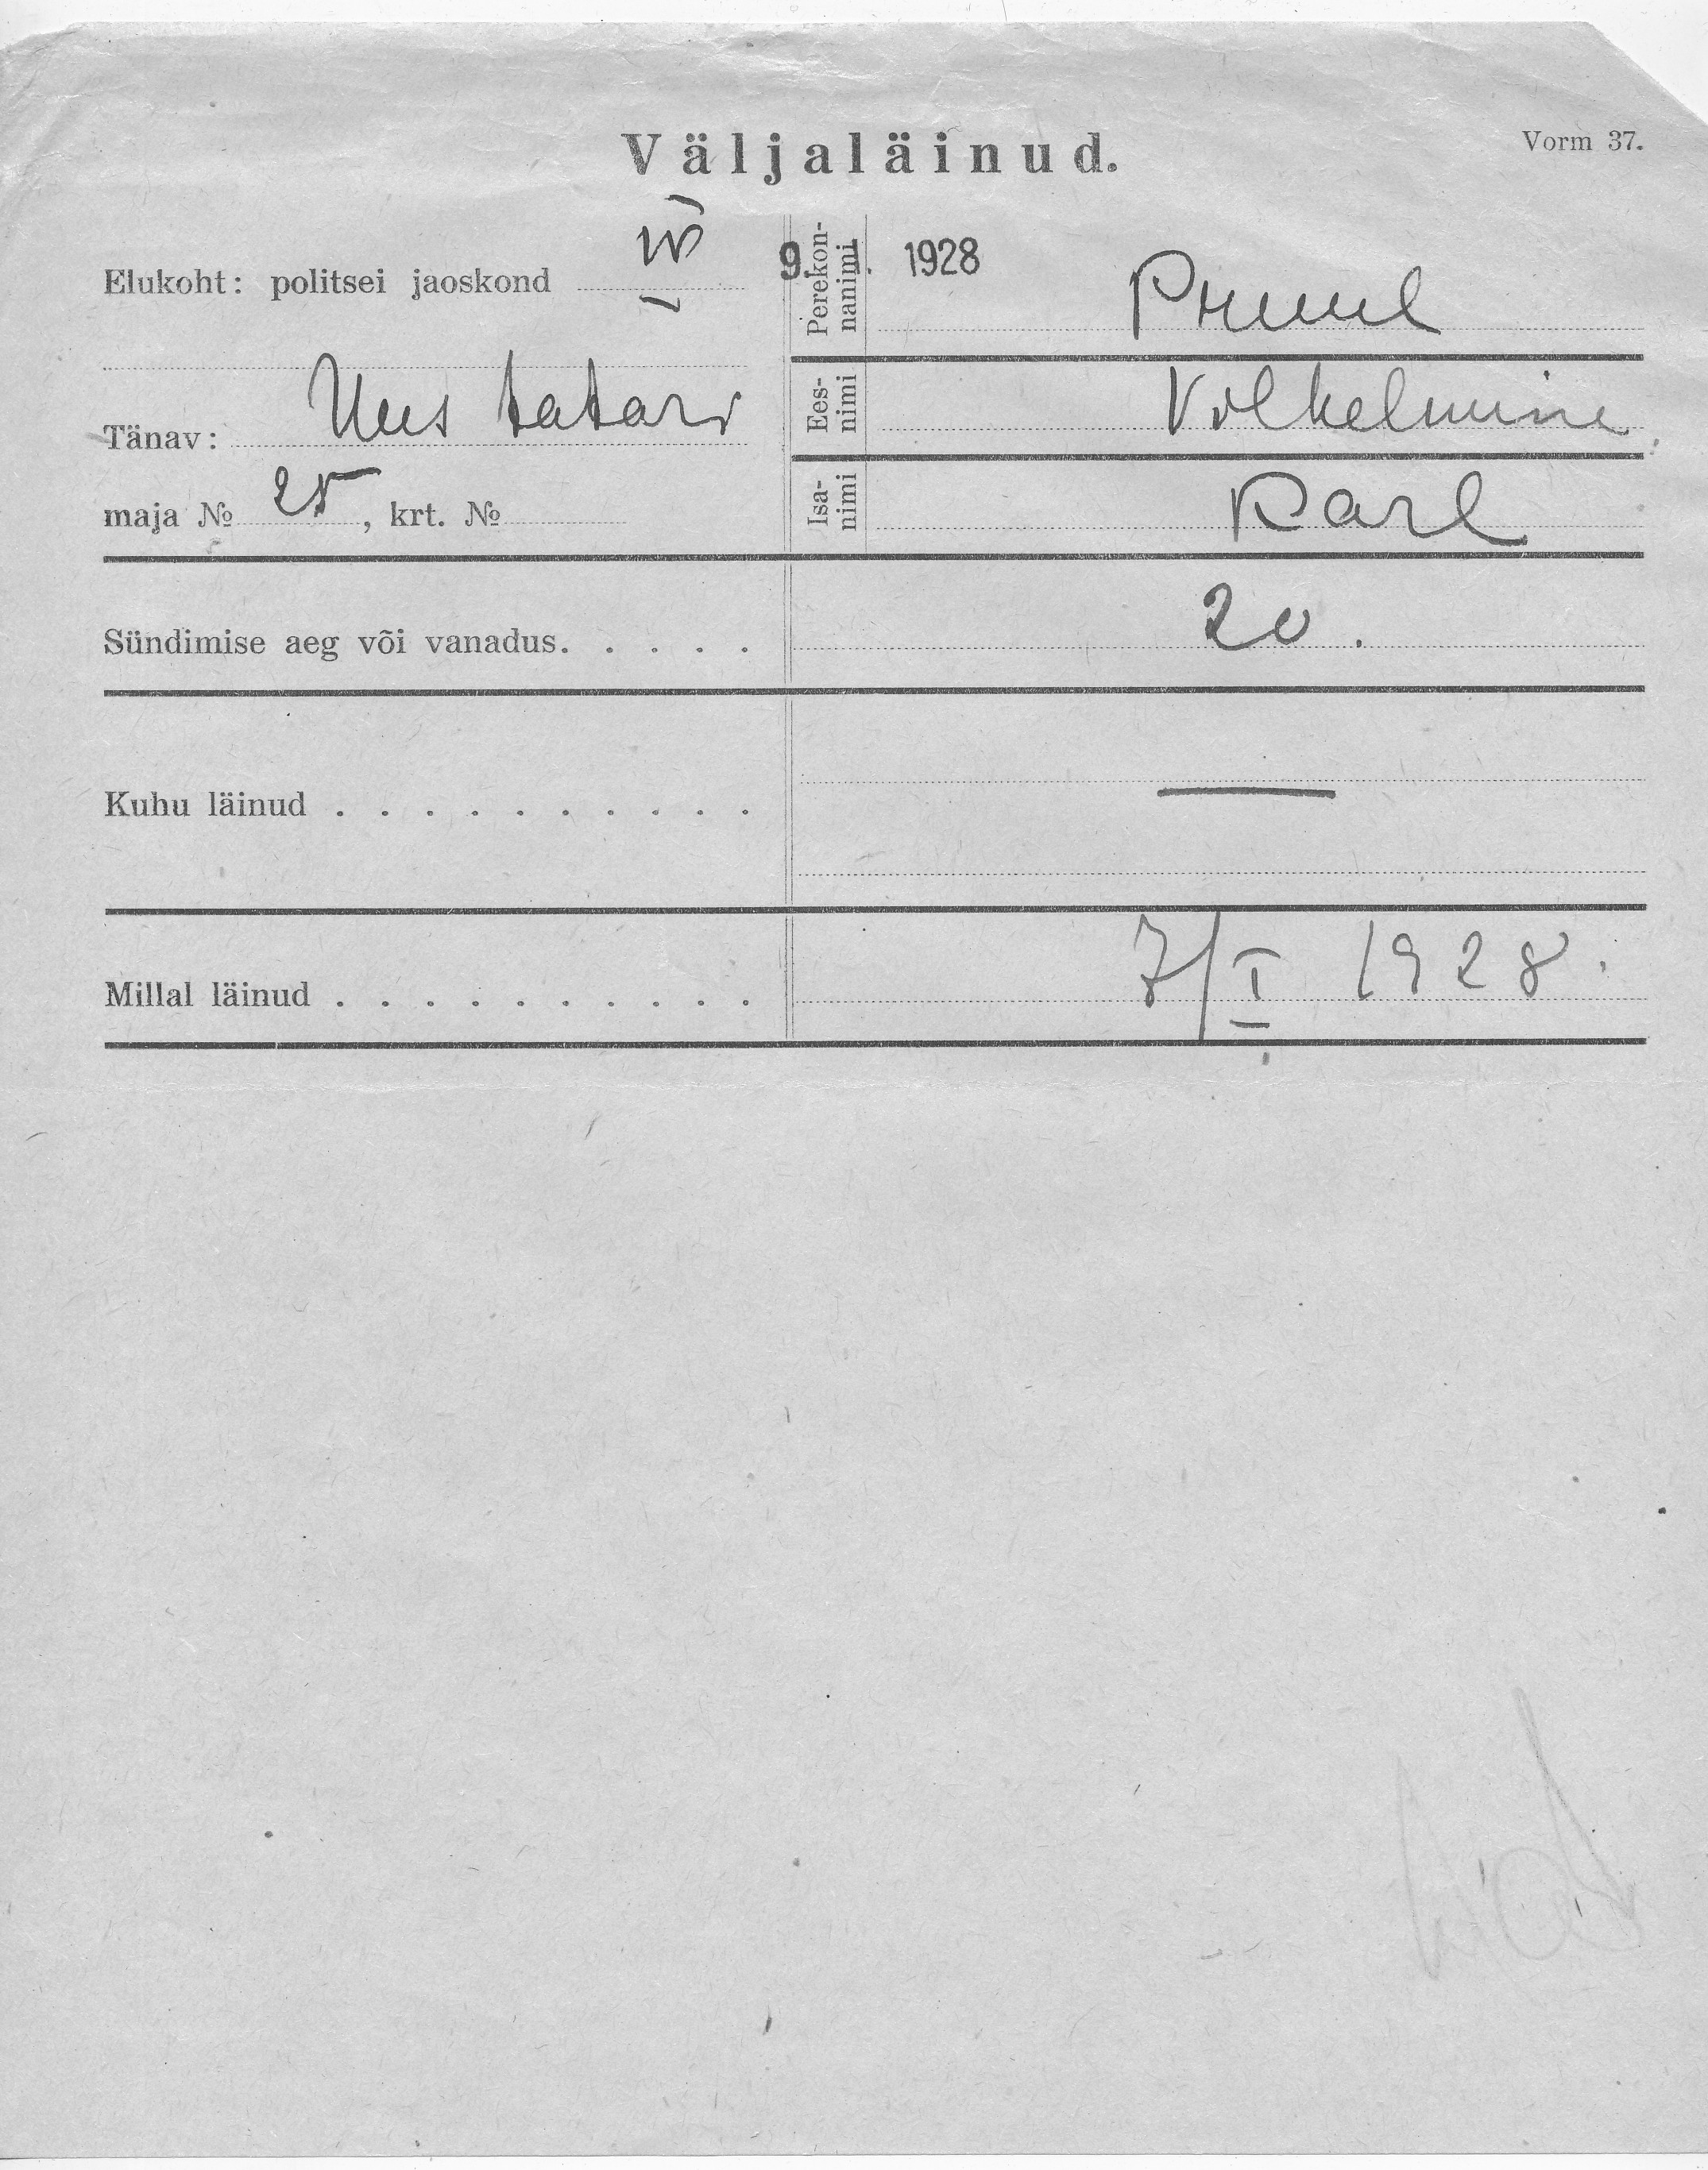 Väljaläinud.
Vorm 37.
Elukoht: politsei jaoskond
9. I. 1928
Perekon-
nanimi
Tänav: Uus tatari
Ees-
nimi
Vilhelmine
maja № 25, krt. №
Isa-
nimi
Karl
Sündimise aeg või vanadus. . . . . 20.
Kuhu läinud . . . . . . . . . . —
Millal läinud . . . . . . . . . . 7/I 1928.